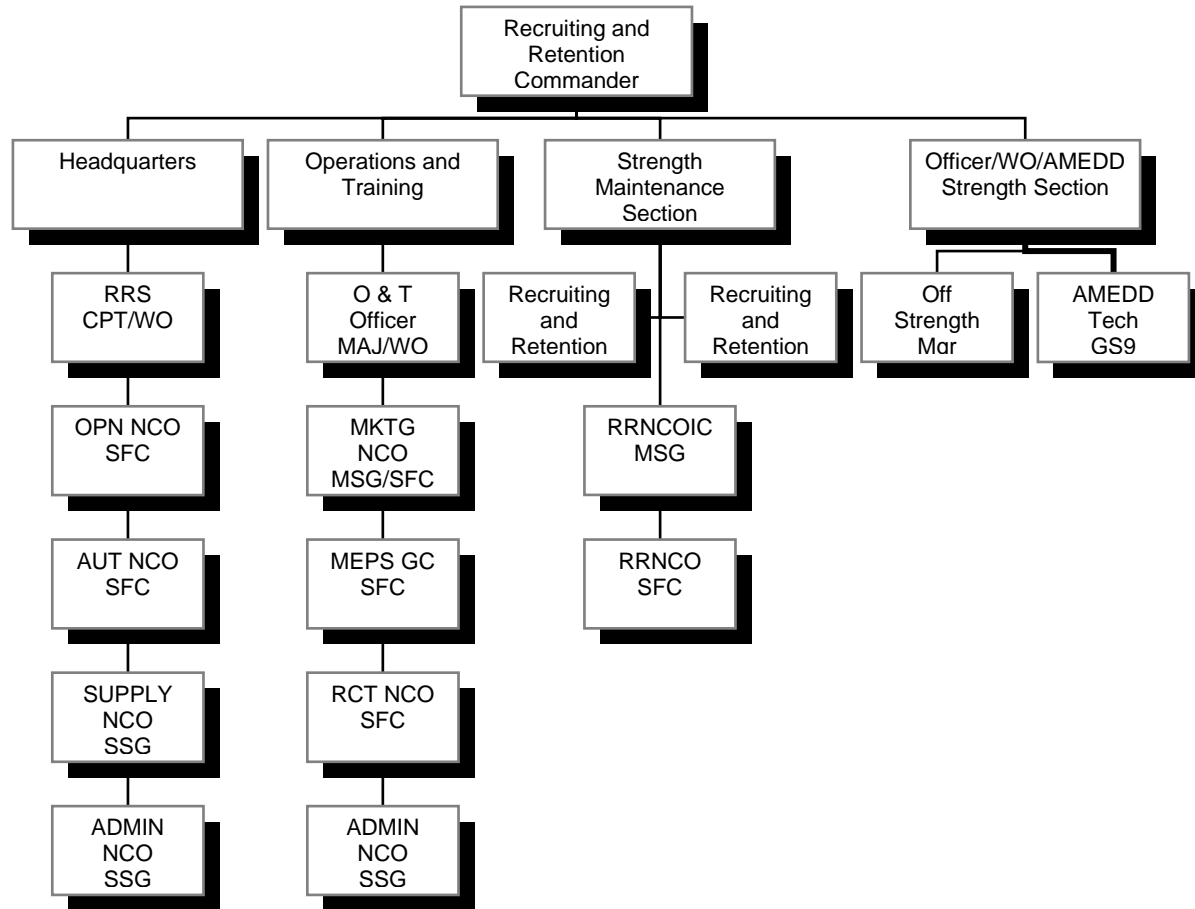 Recruiting and
Retention
Commander
Headquarters
Operations and
Training
Strength
Maintenance
Section
Officer/WO/AMEDD
Strength Section
RRS
CPT/WO
O & T
Officer
MAJ/WO
Recruiting
and
Retention
Recruiting
and
Retention
Off
Strength
Mgr
AMEDD
Tech
GS9
OPN NCO
SFC
MKTG
NCO
MSG/SFC
RRNCOIC
MSG
AUT NCO
SFC
MEPS GC
SFC
RRNCO
SFC
SUPPLY
NCO
SSG
RCT NCO
SFC
ADMIN
NCO
SSG
ADMIN
NCO
SSG